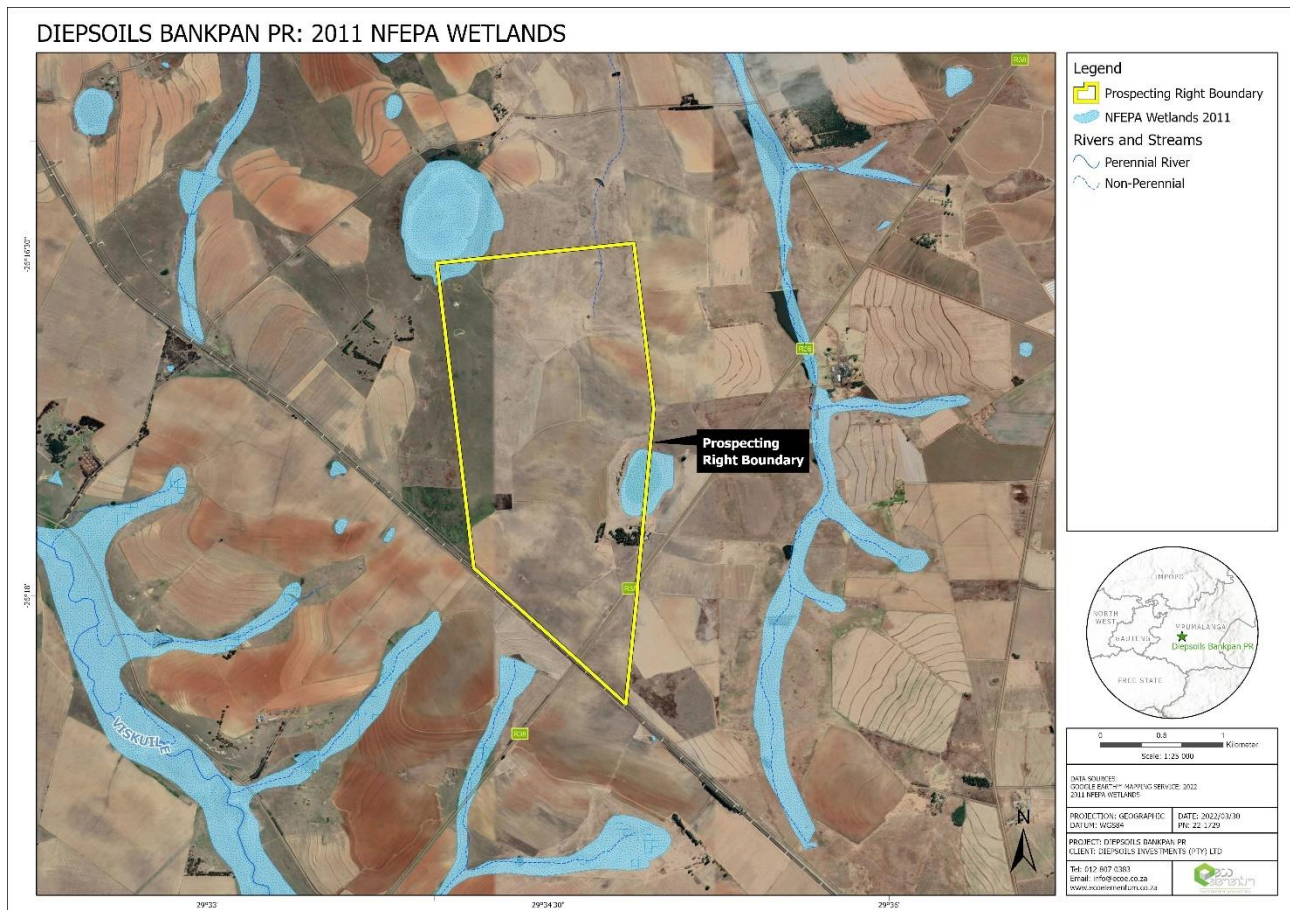 DIEPSOILS BANKPAN PR: 2011 NFEPA WETLANDS
R38
R38
Prospecting
Right Boundary
R38
VISKUILE
R38
-26°16'30"
-26°18'
29°33'
29°34'30"
29°36'
Legend
Prospecting Right Boundary
NFEPA Wetlands 2011
Rivers and Streams
Perennial River
Non-Perennial
LIMPOPO
NORTH
WEST
MPUMALANGA
GAUTENG
Diepsoils Bankpan PR
FREE STATE
0 0.5 1
Kilometer
Scale: 1:25 000
DATA SOURCES:
GOOGLE EARTH™ MAPPING SERVICE: 2022
2011 NFEPA WETLANDS
PROJECTION: GEOGRAPHIC
DATUM: WGS84
DATE: 2022/03/30
PN: 22-1729
PROJECT: DIEPSOILS BANKPAN PR
CLIENT: DIEPSOILS INVESTMENTS (PTY) LTD
Tel: 012 807 0383
Email: info@ecoe.co.za
www.ecoelementum.co.za
eco
elementum
N